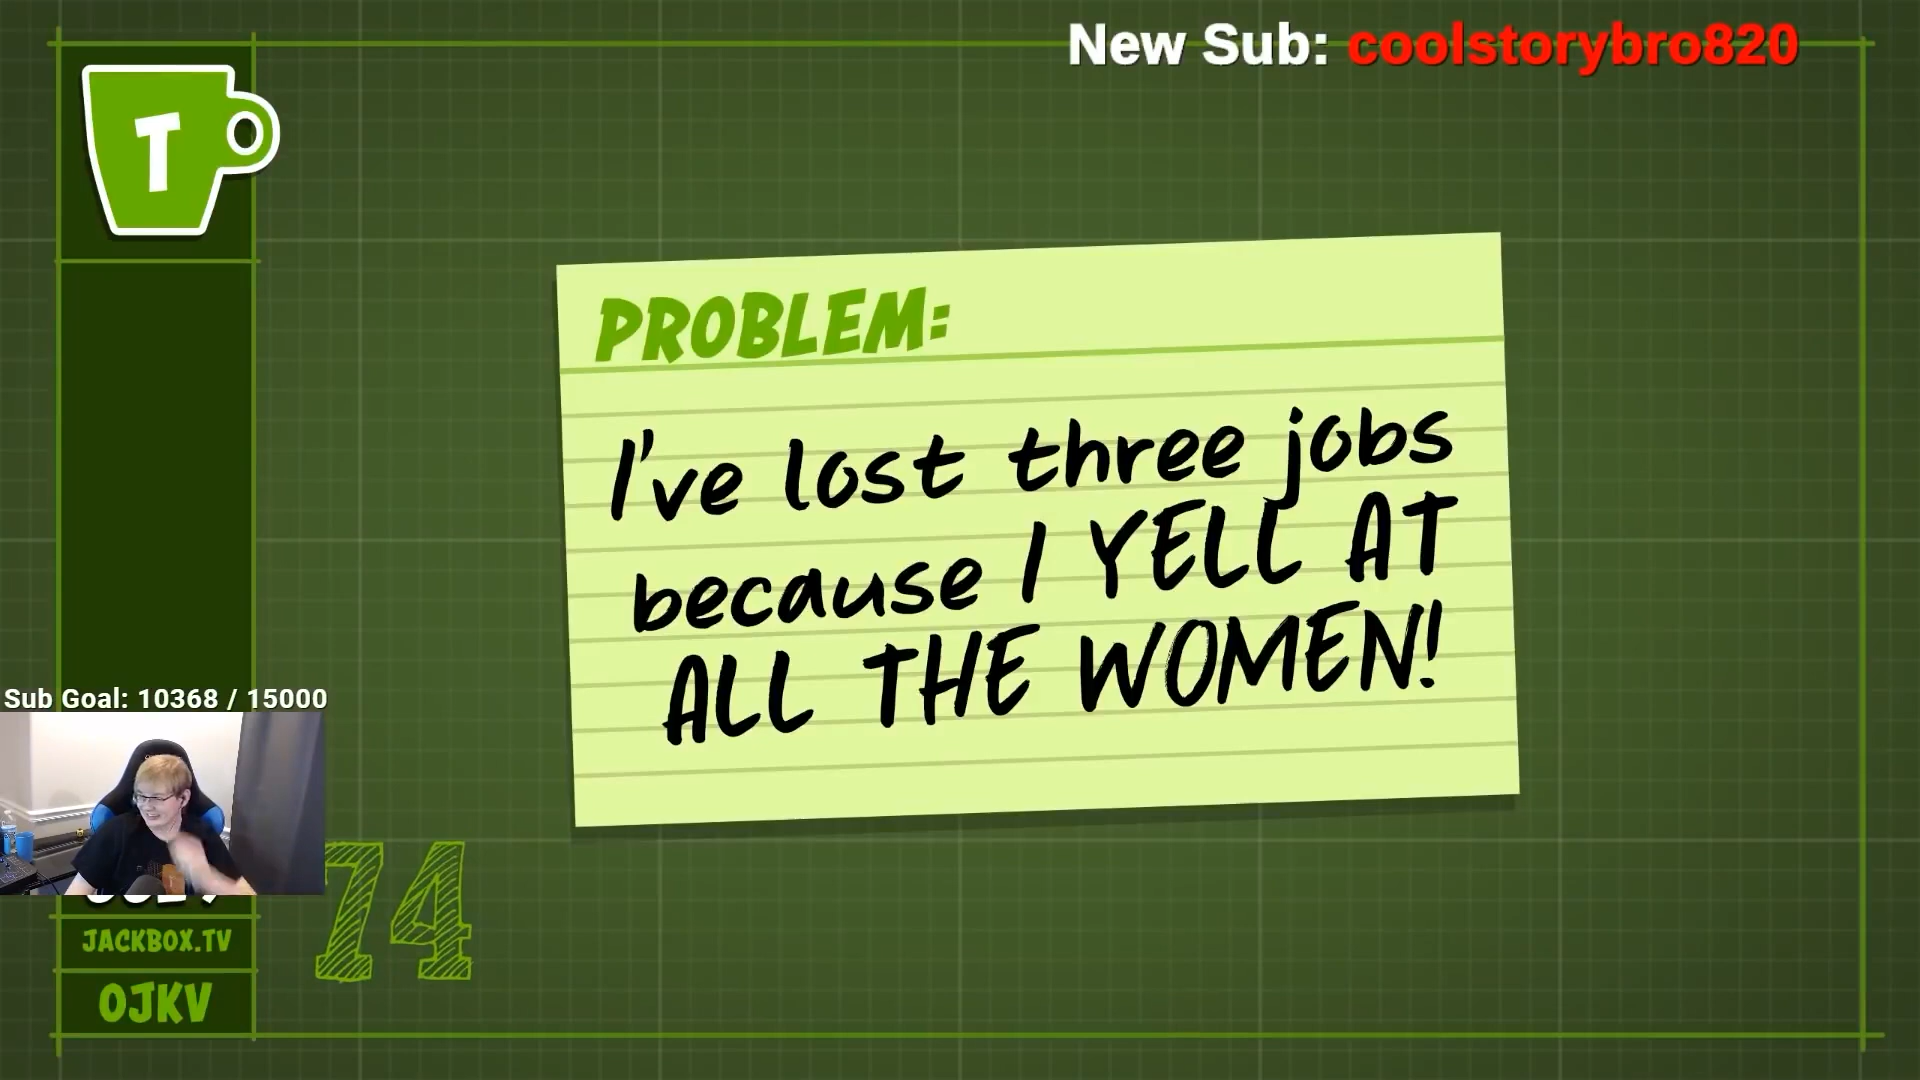 New Sub: coolstorybro820
T
PROBLEM:
I've lost three jobs
because I YELL AT
ALL THE WOMEN!
Sub Goal: 10368 / 15000
74
JACKBOX.TV
OJKV